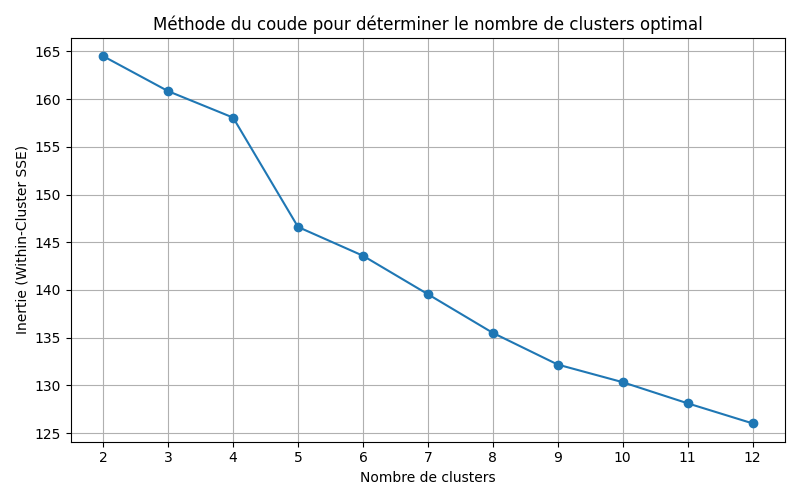 Méthode du coude pour déterminer le nombre de clusters optimal
165
160
155
150
145
140
135
130
125
Inertie (Within-Cluster SSE)
2 3 4 5 6 7 8 9 10 11 12
Nombre de clusters